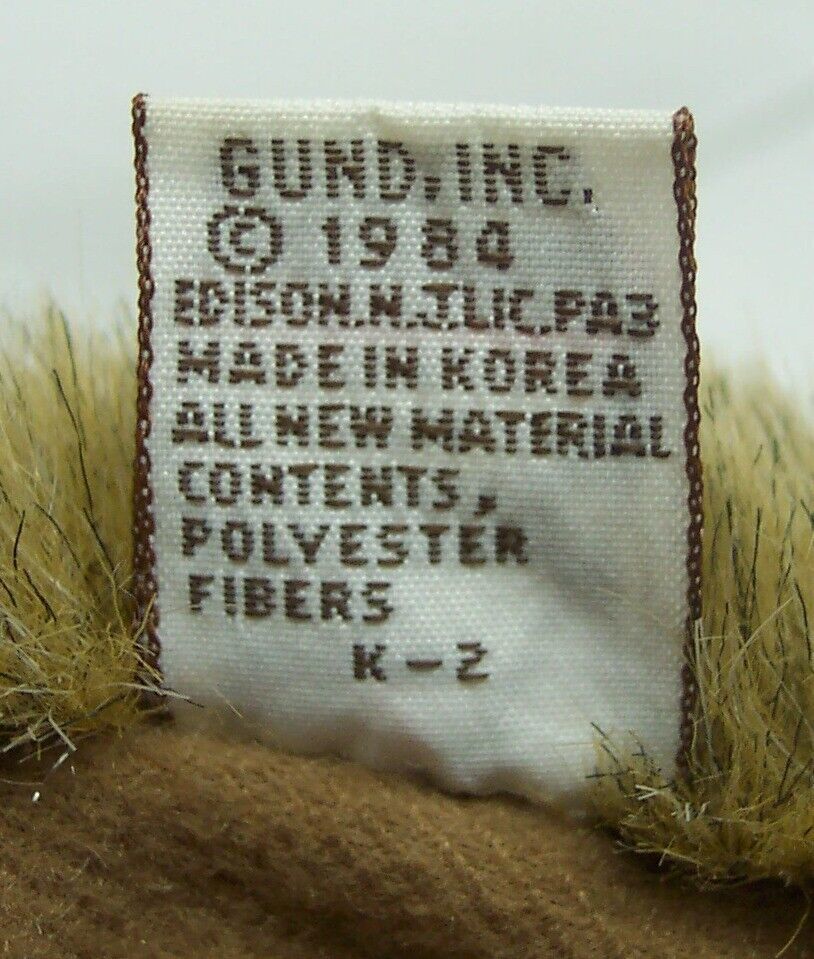 GUND, INC.
© 1984
EDISON.N.J.LIC.PA3
MADE IN KOREA
ALL NEW MATERIAL
CONTENTS,
POLYESTER
FIBERS
K-2